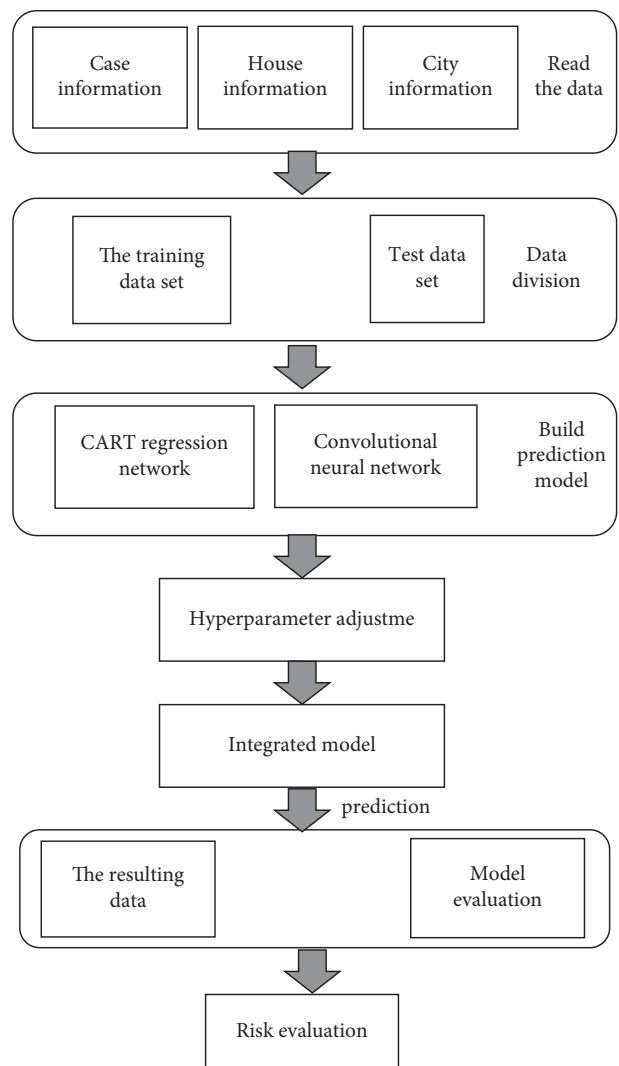 Case
information
House
information
City
information
Read
the data
The training
data set
Test data
set
Data
division
CART regression
network
Convolutional
neural network
Build
prediction
model
Hyperparameter adjustme
Integrated model
prediction
The resulting
data
Model
evaluation
Risk evaluation